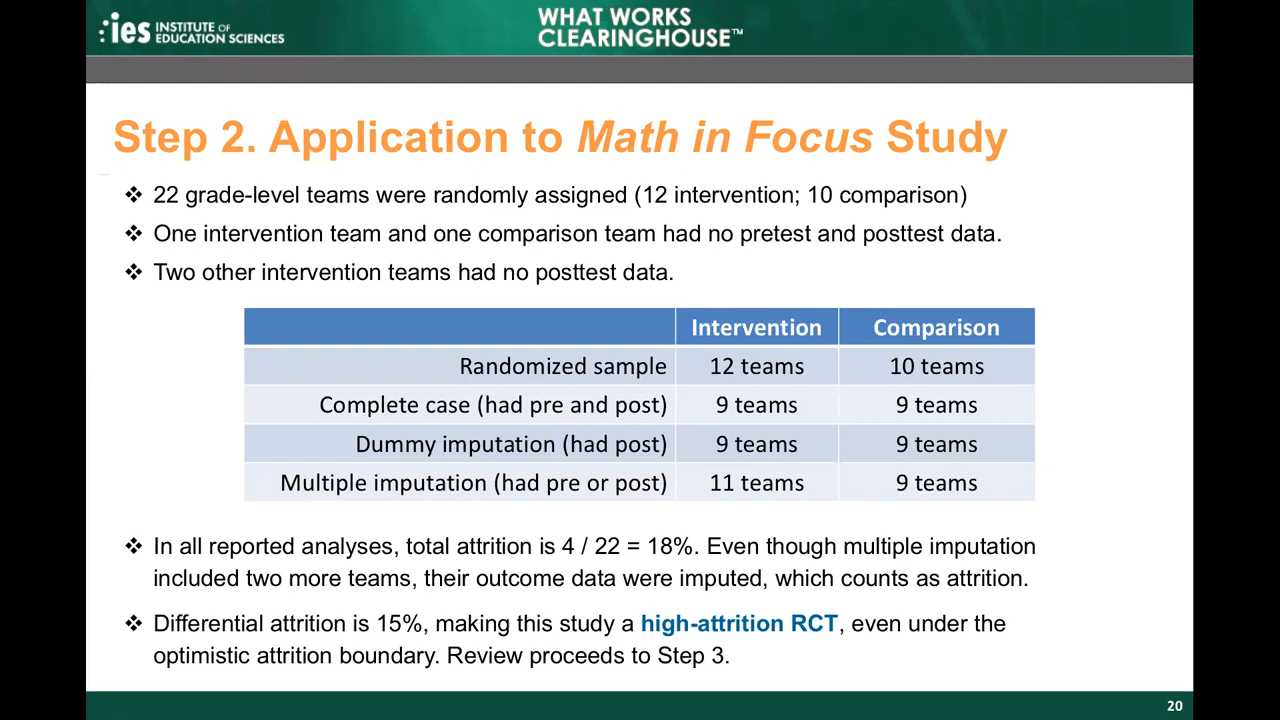 :ies INSTITUTE OF
EDUCATION SCIENCES
WHAT WORKS
CLEARINGHOUSE™
Step 2. Application to Math in Focus Study
❖ 22 grade-level teams were randomly assigned (12 intervention; 10 comparison)
❖ One intervention team and one comparison team had no pretest and posttest data.
❖ Two other intervention teams had no posttest data.
Intervention Comparison
Randomized sample 12 teams 10 teams
Complete case (had pre and post) 9 teams 9 teams
Dummy imputation (had post) 9 teams 9 teams
Multiple imputation (had pre or post) 11 teams 9 teams
❖ In all reported analyses, total attrition is 4 / 22 = 18%. Even though multiple imputation
included two more teams, their outcome data were imputed, which counts as attrition.
❖ Differential attrition is 15%, making this study a high-attrition RCT, even under the
optimistic attrition boundary. Review proceeds to Step 3.
20